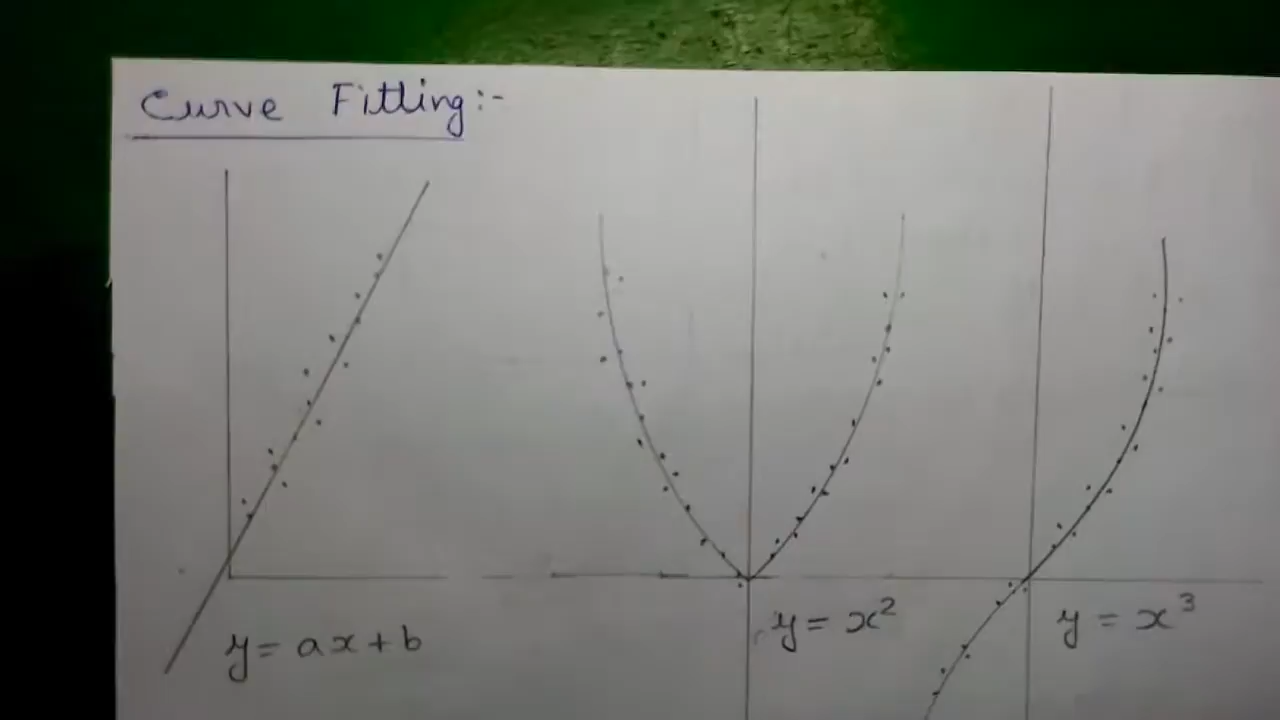 Curve Fitting:-
y = ax + b
y = x²
y = x³